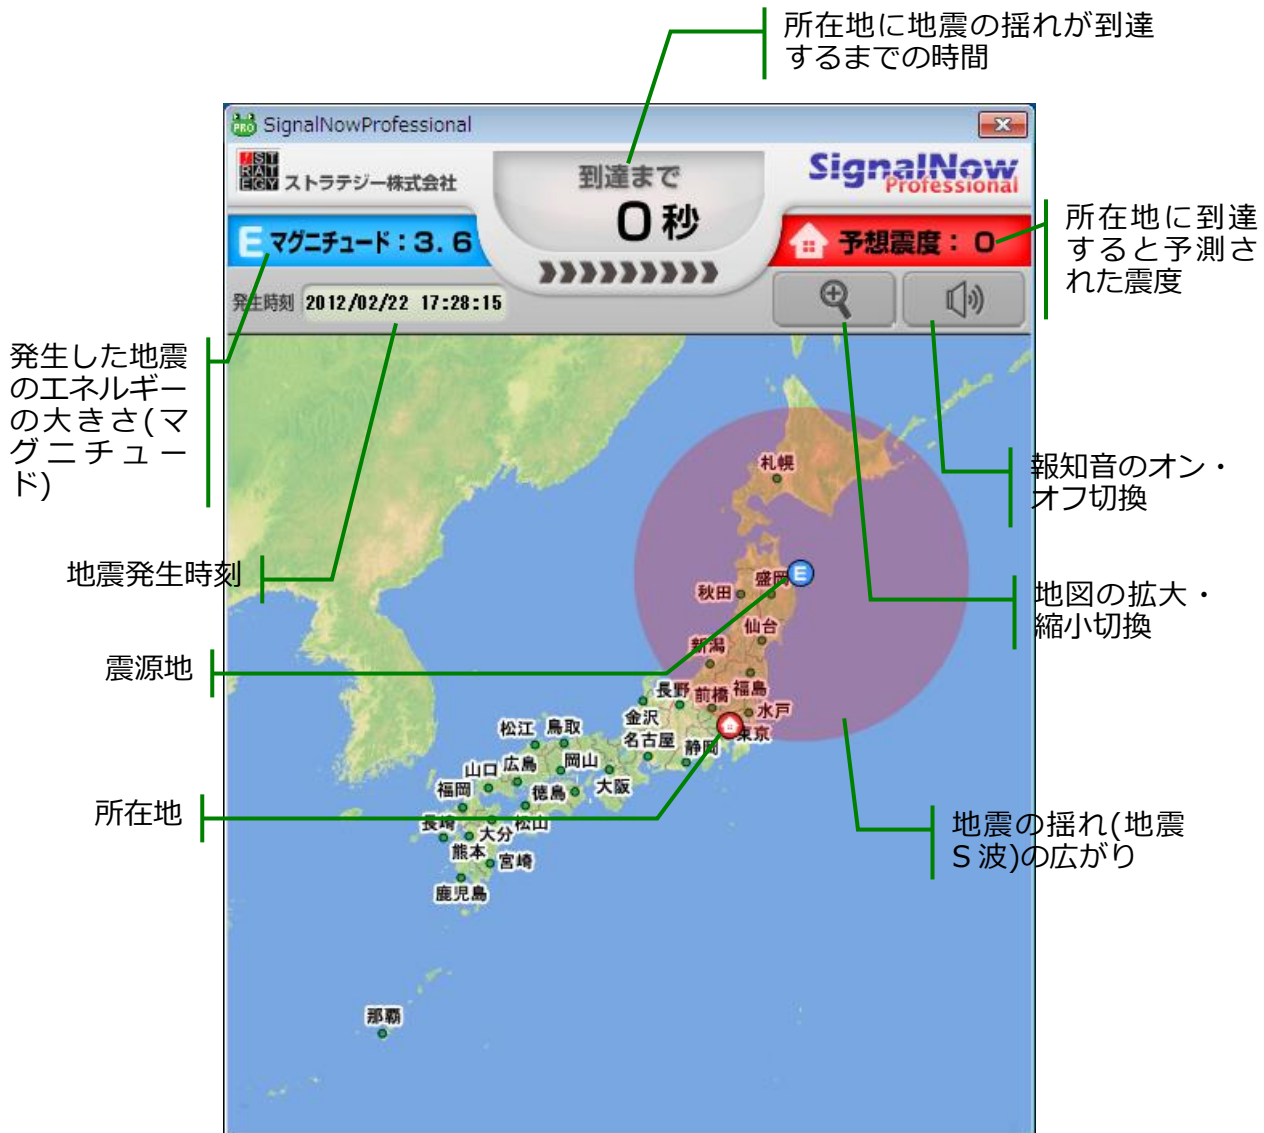 所在地に地震の揺れが到達
するまでの時間
SignalNowProfessional
PRO
ISTRATEGY
ストラテジー株式会社
到達まで
0秒
SignalNow
Professional
Eマグニチュード：3.6
予想震度：0
発生時刻 2012/02/22 17:28:15
所在地に到達
すると予測さ
れた震度
発生した地震
のエネルギー
の大きさ(マ
グニチュー
ド)
地震発生時刻
震源地
所在地
報知音のオン・
オフ切換
地図の拡大・
縮小切換
地震の揺れ(地震
S波)の広がり
札幌
E
盛岡
秋田
仙台
新潟
福島
長野
前橋
水戸
金沢
東京
名古屋
静岡
松江
鳥取
岡山
広島
山口
大阪
福岡
徳島
松山
長崎
大分
熊本
宮崎
鹿児島
那覇